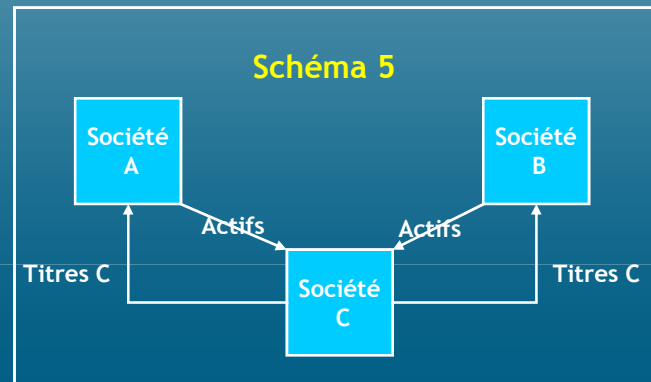 Schéma 5
Société
A
Société
B
Actifs
Actifs
Titres C
Société
C
Titres C